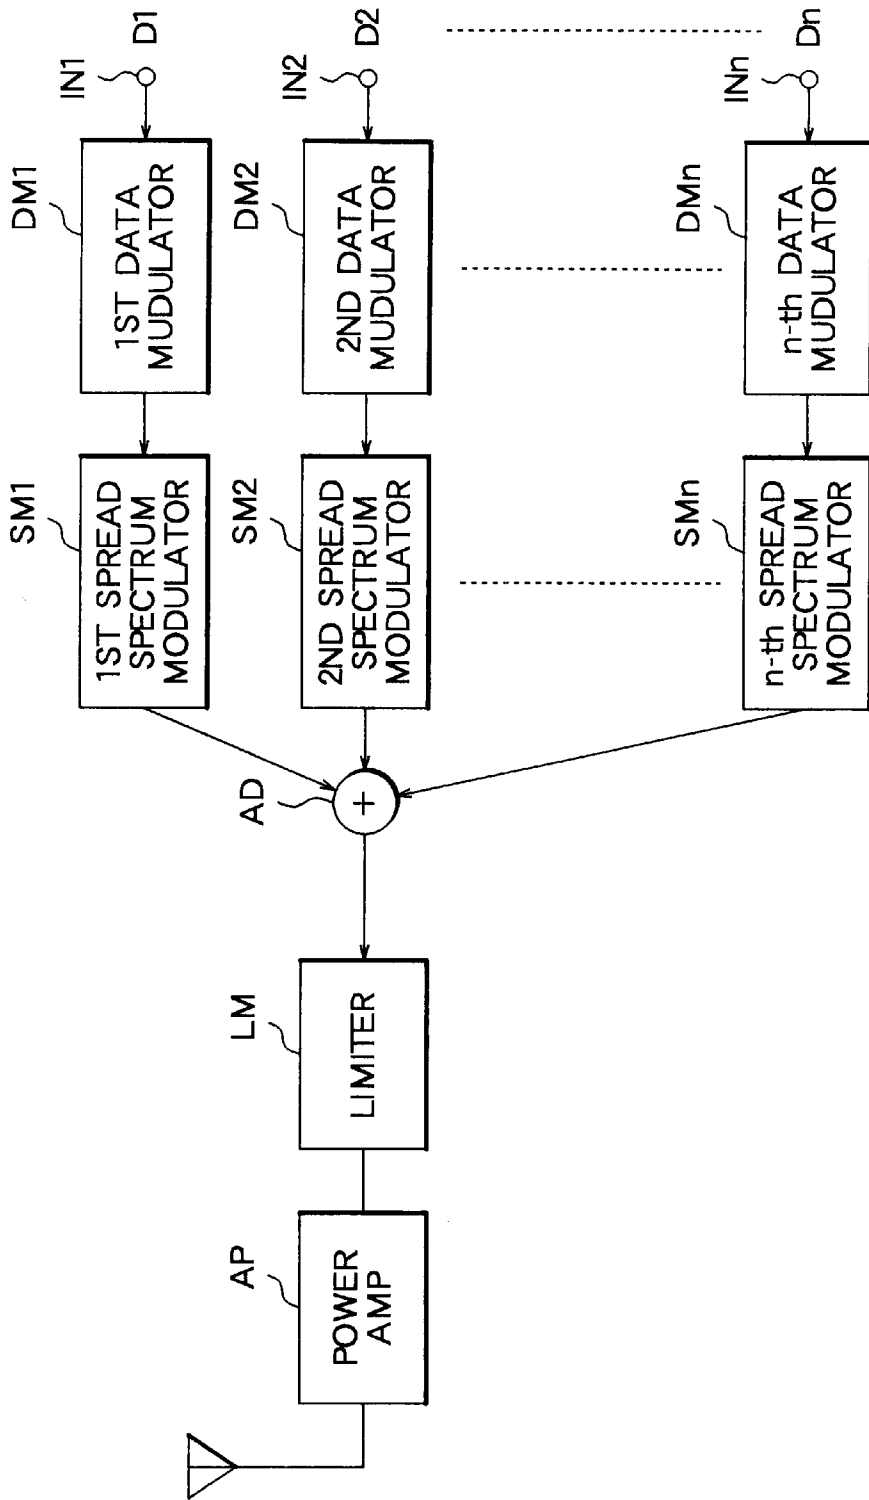 IN1
D1
DM1
1ST DATA
MUDULATOR
SM1
1ST SPREAD
SPECTRUM
MODULATOR
IN2
D2
DM2
2ND DATA
MUDULATOR
SM2
2ND SPREAD
SPECTRUM
MODULATOR
INn
Dn
DMn
n-th DATA
MUDULATOR
SMn
n-th SPREAD
SPECTRUM
MODULATOR
AD
+
LM
LIMITER
AP
POWER
AMP